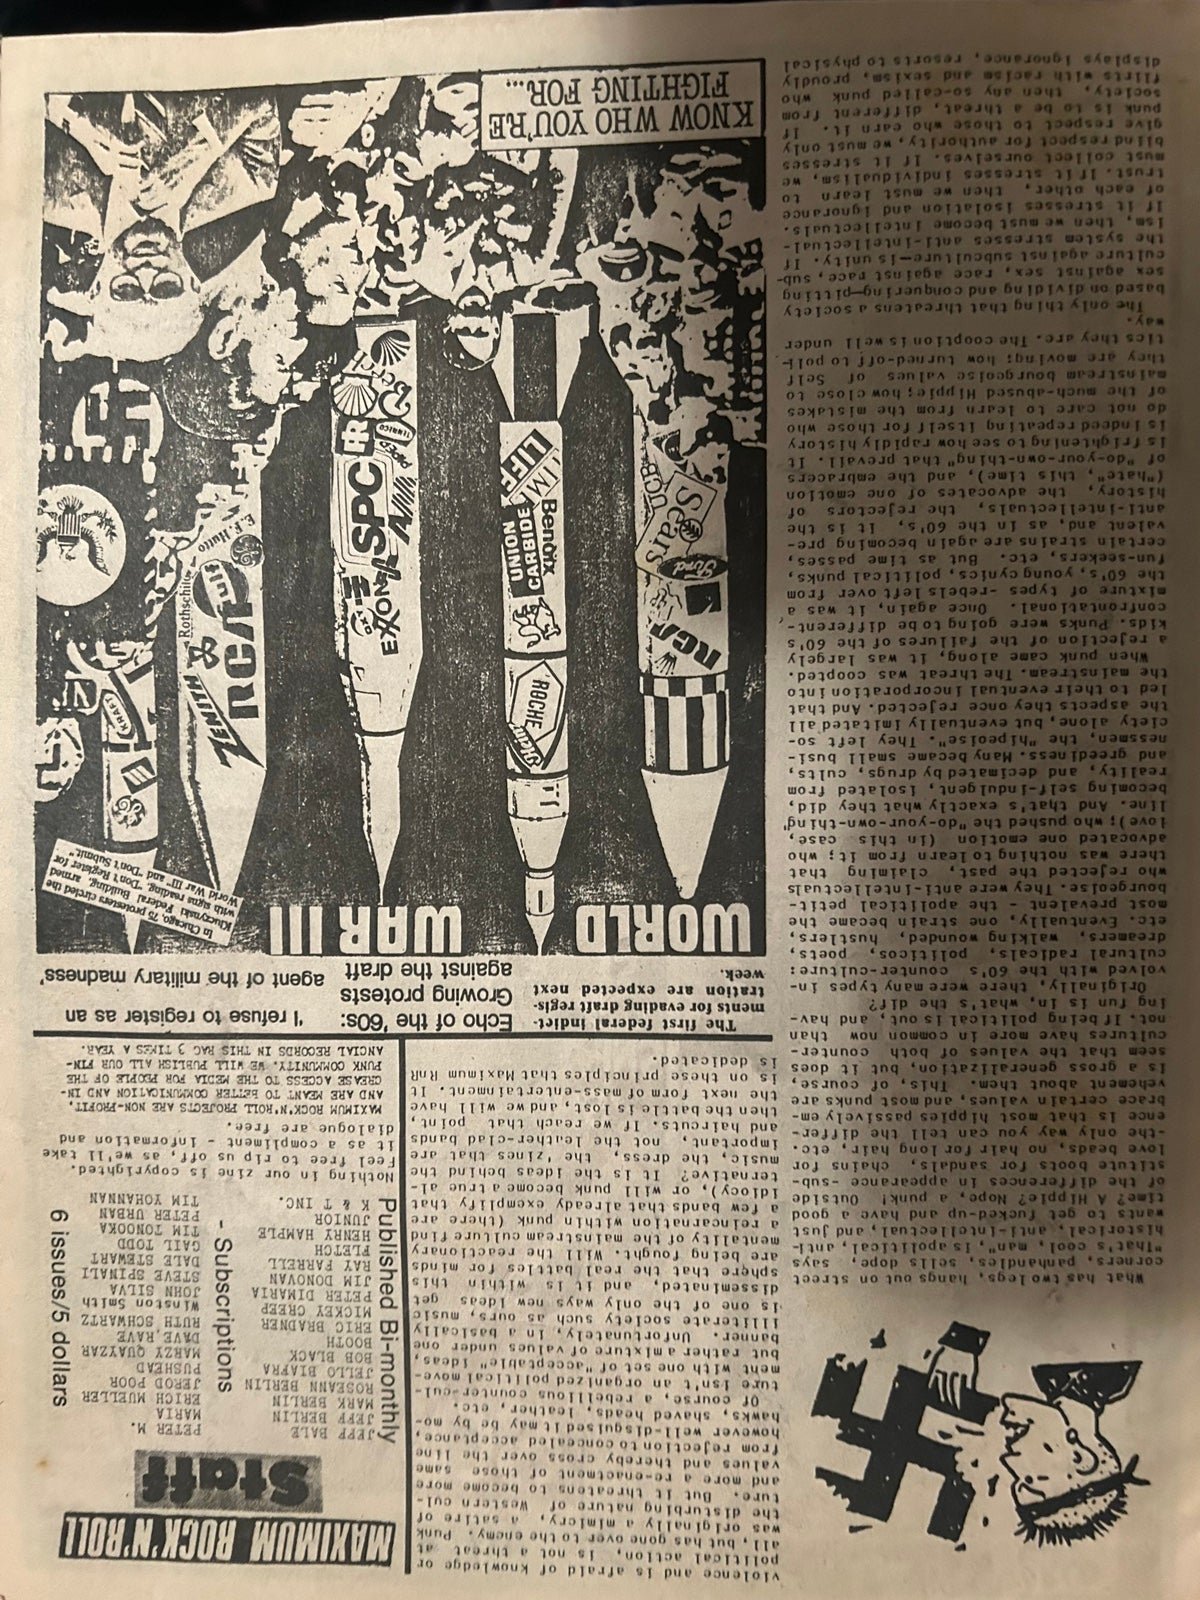 What has two legs, hangs out on street
corners, panhandles, sells dope, says
"That's cool, man", is apolitical, anti-
historical, anti-intellectual, and just
wants to get fucked-up and have a good
time? A Hippie? Nope, a punk! Outside
of the differences in appearance -sub-
stitute boots for sandals, chains for
love beads, no hair for long hair, etc.
-the only way you can tell the differ-
ence is that most hippies passively em-
brace certain values, and most punks are
vehement about them. This, of course,
is a gross generalization, but it does
seem that the values of both counter-
cultures have more in common now than
not. If being political is out, and hav-
ing fun is in, what's the dif?
Originally, there were many types in-
volved with the 60's counter-culture:
cultural radicals, politicos, poets,
dreamers, walking wounded, hustlers,
etc. Eventually, one strain became the
most prevalent - the apolitical petit-
bourgeoise. They were anti-intellectuals
who rejected the past, claiming that
there was nothing to learn from it; who
advocated one emotion (in this case,
love); who pushed the "do-your-own-thing"
line. And that's exactly what they did,
becoming self-indulgent, isolated from
reality, and decimated by drugs, cults,
and greediness. Many became small busi-
nessmen, the "hipeoise". They left so-
ciety alone, but eventually imitated all
the aspects they once rejected. And that
led to their eventual incorporation into
the mainstream. The threat was coopted.
When punk came along, it was largely
a rejection of the failures of the 60's
kids. Punks were going to be different-
confrontational. Once again, it was a
mixture of types -rebels left over from
the 60's, young cynics, political punks,
fun-seekers, etc. But as time passes,
certain strains are again becoming pre-
valent and, as in the 60's, it is the
anti-intellectuals, the rejectors of
history, the advocates of one emotion
("hate", this time), and the embracers
of "do-your-own-thing" that prevail. It
is frightening to see how rapidly history
is indeed repeating itself for those who
do not care to learn from the mistakes
of the much-abused Hippie; how close to
mainstream bourgeoise values of Self
they are moving; how turned-off to poli-
tics they are. The cooption is well under
way.
The only thing that threatens a society
based on dividing and conquering—pitting
sex against sex, race against race, sub-
culture against subculture—is unity. If
the system stresses anti-intellectual-
ism, then we must become intellectuals.
If it stresses isolation and ignorance
of each other, then we must learn to
trust. If it stresses individualism, we
must collect ourselves. If it stresses
blind respect for authority, we must only
give respect to those who earn it. If
punk is to be a threat, different from
society, then any so-called punk who
flirts with racism and sexism, proudly
displays ignorance, resorts to physical
violence and is afraid of knowledge or
political action, is not a threat at
all, but has gone over to the enemy. Punk
was originally a mimicry, a satire of
the disturbing nature of Western cul-
ture. But it threatens to become more
and more a re-enactment of those same
values and thereby cross over the line
from rejection to concealed acceptance,
however well-disguised it may be by mo-
hawks, shaved heads, leather, etc.
Of course, a rebellious counter-cul-
ture isn't an organized political move-
ment with one set of "acceptable" ideas,
but rather a mixture of values under one
banner. Unfortunately, in a basically
illiterate society such as ours, music
is one of the only ways new ideas get
disseminated, and it is within this
sphere that the real battles for minds
are being fought. Will the reactionary
mentality of the mainstream culture find
a reincarnation within punk (there are
a few bands that already exemplify that
idiocy), or will punk become a true al-
ternative? It is the ideas behind the
music, the dress, the 'zines that are
important, not the leather-clad bands
and haircuts. If we reach that point,
then the battle is lost, and we will have
the next form of mass-entertainment. It
is on these principles that Maximum RnR
is dedicated.
MAXIMUM ROCK'N'ROLL
Staff
JEFF BALE
JEFF BERLIN
MARK BERLIN
ROSEANN BERLIN
JELLO BIAFRA
BOB BLACK
BOOTH
ERIC BRADNER
MICKEY CREEP
PETER DIMARIA
JIM DONOVAN
RAY FARRELL
FLETCH
HENRY HAMPLE
JUNIOR
K & T INC.
PETER M.
MARIA
ERICH MUELLER
JEROD POOR
PUSHEAD
MARZY QUAYZAR
DAVE RAVE
RUTH SCHWARTZ
Winston Smith
JOHN SILVA
STEVE SPINALI
DALE STEWART
GAIL TODD
TIM TONOOKA
PETER URBAN
TIM YOHANNAN
Published Bi-monthly
- Subscriptions
6 issues/5 dollars
Nothing in our zine is copyrighted.
Feel free to rip us off, as we'll take
it as a compliment - information and
dialogue are free.
MAXIMUM ROCK'N'ROLL PROJECTS ARE NON-PROFIT,
AND ARE MEANT TO BETTER COMMUNICATION AND IN-
CREASE ACCESS TO THE MEDIA FOR PEOPLE OF THE
PUNK COMMUNITY. WE WILL PUBLISH ALL OUR FIN-
ANCIAL RECORDS IN THIS RAG 3 TIMES A YEAR.
The first federal indict-
ments for evading draft regis-
tration are expected next
week.
Echo of the '60s:
Growing protests
against the draft
'I refuse to register as an
agent of the military madness'
WORLD
WAR III
In Chicago, 75 protesters circled the
Kluczynski Federal Building, armed
with signs reading, "Don't Register for
World War III" and "Don't Submit."
RCA
Ford
Sears
ROCHE
UNION
CARBIDE
Bendix
LIFE
EXXON
OXY
SPC
IR
TENNECO
ZENITH
RCA
Rothschild
Gulf
E.F. Hutton
KRAFT
KNOW WHO YOU'RE
FIGHTING FOR...